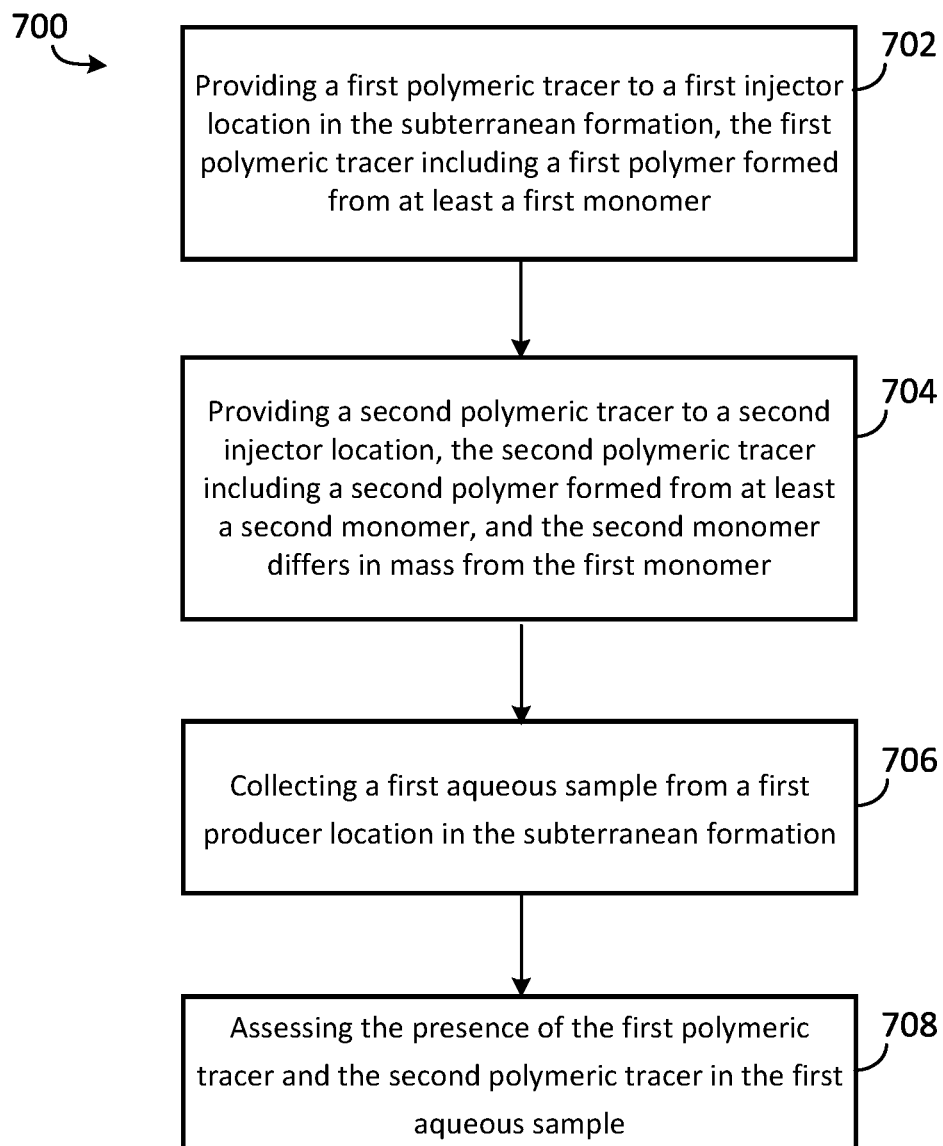 700
702
Providing a first polymeric tracer to a first injector
location in the subterranean formation, the first
polymeric tracer including a first polymer formed
from at least a first monomer
704
Providing a second polymeric tracer to a second
injector location, the second polymeric tracer
including a second polymer formed from at least
a second monomer, and the second monomer
differs in mass from the first monomer
706
Collecting a first aqueous sample from a first
producer location in the subterranean formation
708
Assessing the presence of the first polymeric
tracer and the second polymeric tracer in the first
aqueous sample